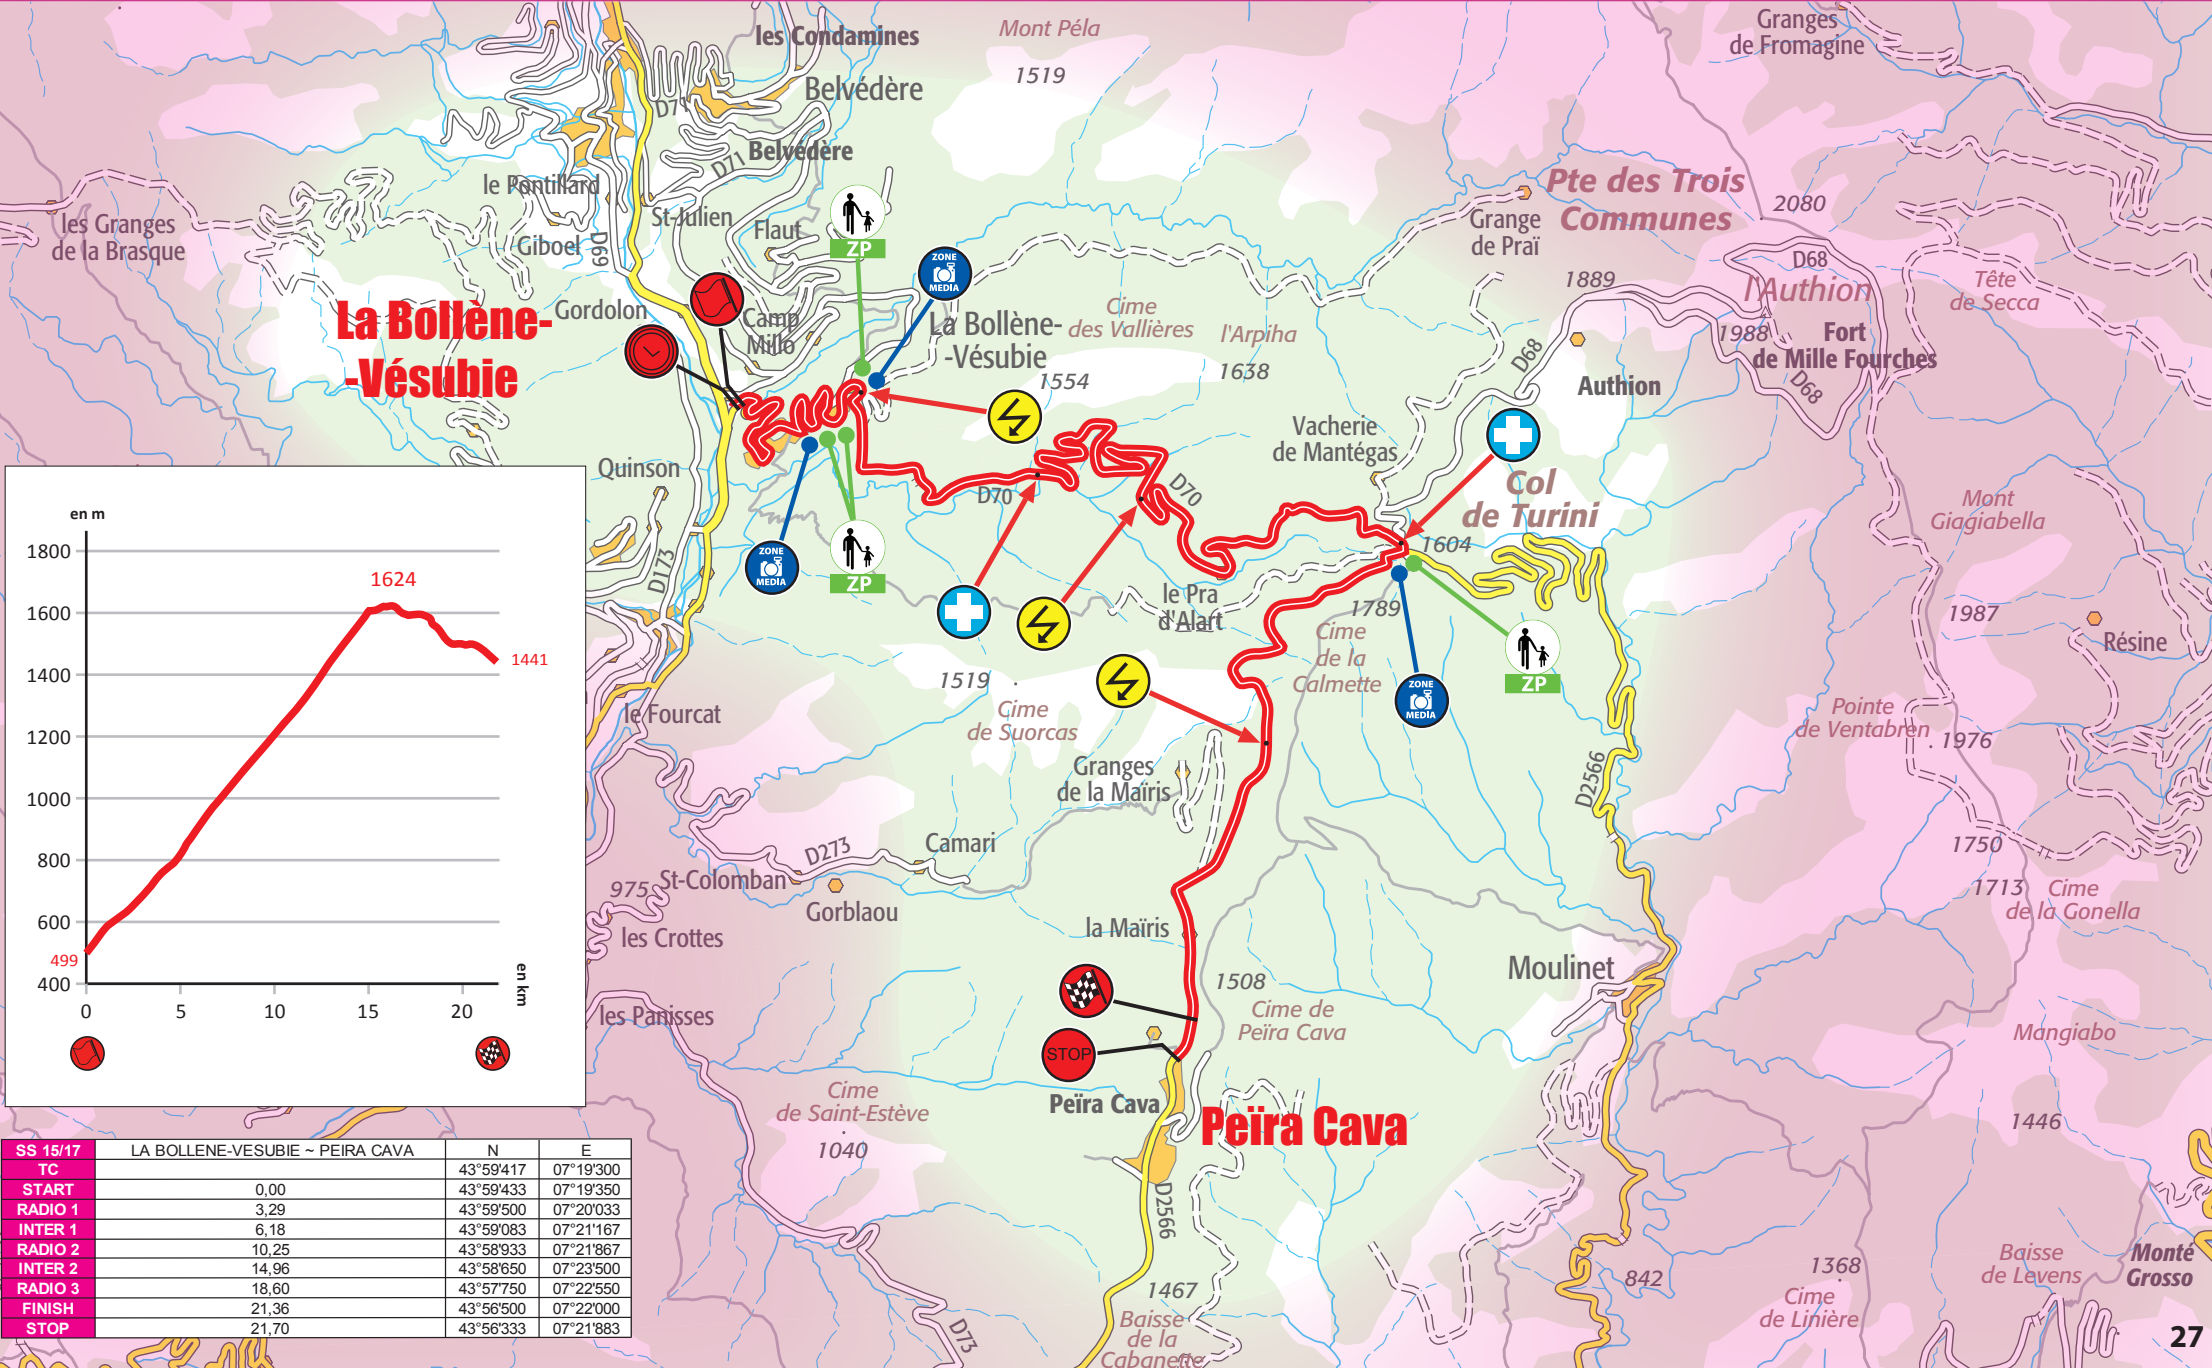 Granges
de Fromagine
Mont Péla
1519
les Condamines
Belvédère
D71
Belvédère
D71
le Pontillard
St-Julien
Flaut
Giboel
D69
les Granges
de la Brasque
ZP
ZONE
MEDIA
Gordolon
Camp
Millo
La Bollène-
-Vésubie
La Bollène-
-Vésubie
Cime
des Vallières
l'Arpiha
1554
1638
Pte des Trois
Communes
2080
Grange
de Praï
1889
D68
l'Authion
1988
Fort
de Mille Fourches
D68
D68
Tête
de Secca
Authion
Vacherie
de Mantégas
Col
de Turini
1604
Mont
Giagiabella
Quinson
D173
D70
D70
ZONE
MEDIA
ZP
le Pra
d'Alart
1789
Cime
de la
Calmette
ZONE
MEDIA
ZP
1987
Résine
Pointe
de Ventabren
1976
1519
Cime
de Suorcas
le Fourcat
Granges
de la Maïris
D2566
1750
1713
Cime
de la Gonella
D273
Camari
St-Colomban
Gorblaou
975
les Crottes
la Maïris
Moulinet
les Panisses
1508
Cime de
Peïra Cava
STOP
Mangiabo
1446
Cime
de Saint-Estève
1040
Peïra Cava
Peïra Cava
D2566
842
1368
Cime
de Linière
Baisse
de Levens
Monté
Grosso
1467
Baisse
de la
Cabanette
D73
27
en m
1800
1600
1400
1200
1000
800
600
400
1624
1441
499
0 5 10 15 20
en km
SS 15/17 LA BOLLENE-VESUBIE ~ PEIRA CAVA N E
TC 43°59'417 07°19'300
START 0,00 43°59'433 07°19'350
RADIO 1 3,29 43°59'500 07°20'033
INTER 1 6,18 43°59'083 07°21'167
RADIO 2 10,25 43°58'933 07°21'867
INTER 2 14,96 43°58'650 07°23'500
RADIO 3 18,60 43°57'750 07°22'550
FINISH 21,36 43°56'500 07°22'000
STOP 21,70 43°56'333 07°21'883